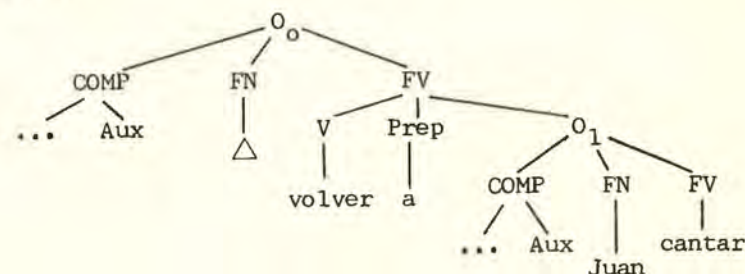 O₀
COMP FN FV
... Aux △ V Prep O₁
volver a COMP FN FV
... Aux Juan cantar